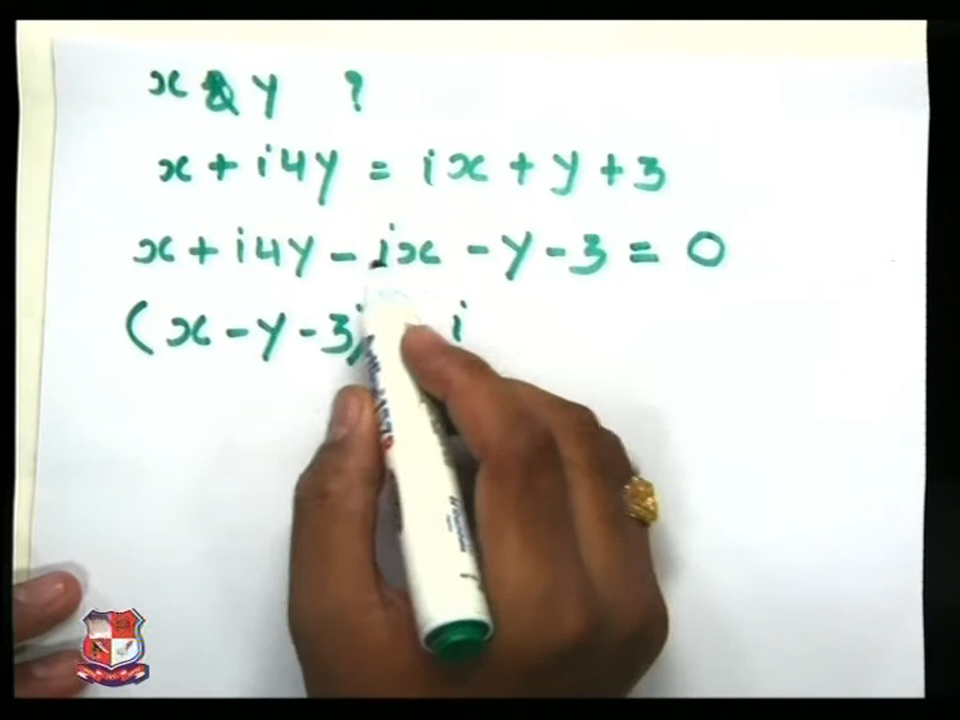 x & y ?
x + i4y = ix + y + 3
x + i4y - ix - y - 3 = 0
(x - y - 3) i